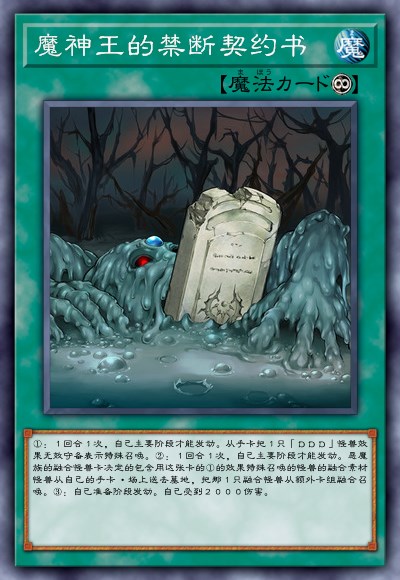 魔神王的禁断契约书
魔
【魔法カード】
ま ほう
①：１回合１次，自己主要阶段才能发动。从手卡把１只「ＤＤＤ」怪兽效
果无效守备表示特殊召唤。②：１回合１次，自己主要阶段才能发动。恶魔
族的融合怪兽卡决定的包含用这张卡的①的效果特殊召唤的怪兽的融合素材
怪兽从自己的手卡·场上送去墓地，把那１只融合怪兽从额外卡组融合召
唤。③：自己准备阶段发动。自己受到２０００伤害。